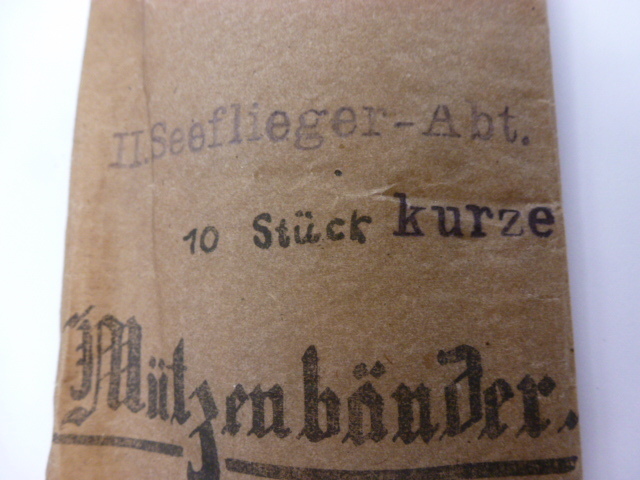 II.Seeflieger-Abt.
10 Stück kurze
Mützenbänder.